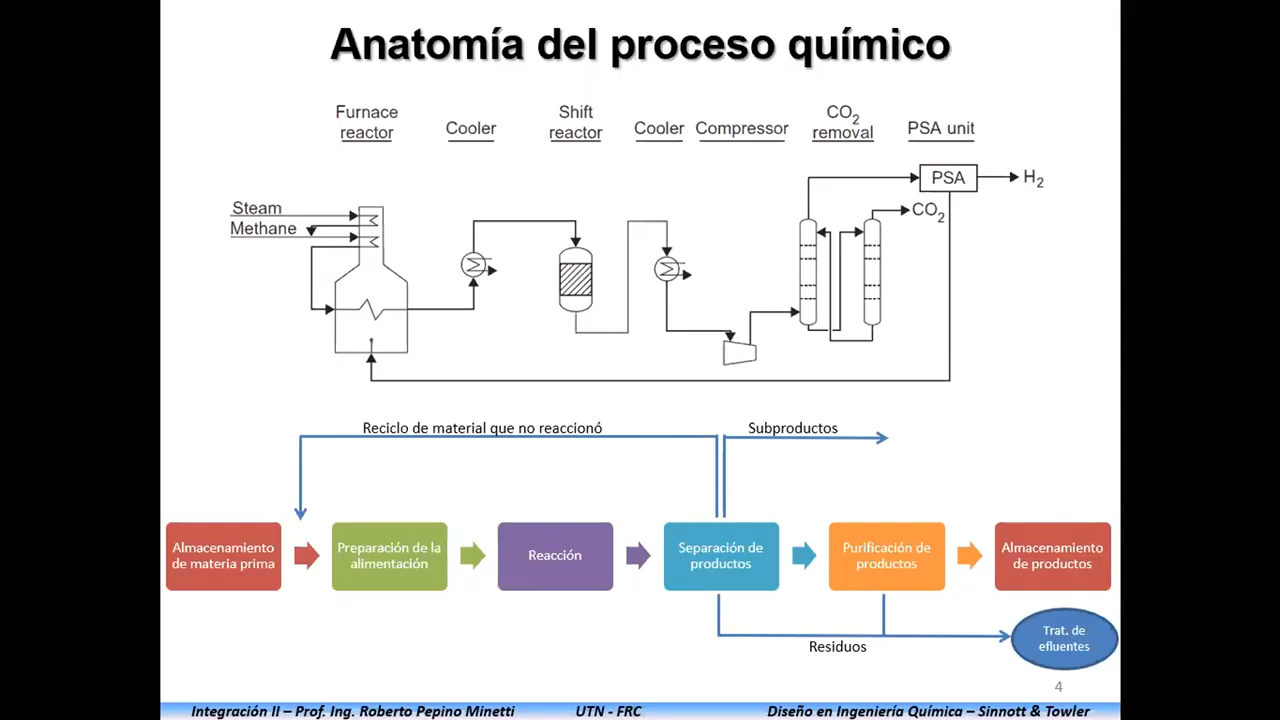 Anatomía del proceso químico
Furnace
reactor
Cooler
Shift
reactor
Cooler
Compressor
CO2
removal
PSA unit
Steam
Methane
PSA
H2
CO2
Reciclo de material que no reaccionó
Subproductos
Almacenamiento
de materia prima
Preparación de la
alimentación
Reacción
Separación de
productos
Purificación de
productos
Almacenamiento
de productos
Residuos
Trat. de
efluentes
4
Integración II – Prof. Ing. Roberto Pepino Minetti
UTN - FRC
Diseño en Ingeniería Química – Sinnott & Towler